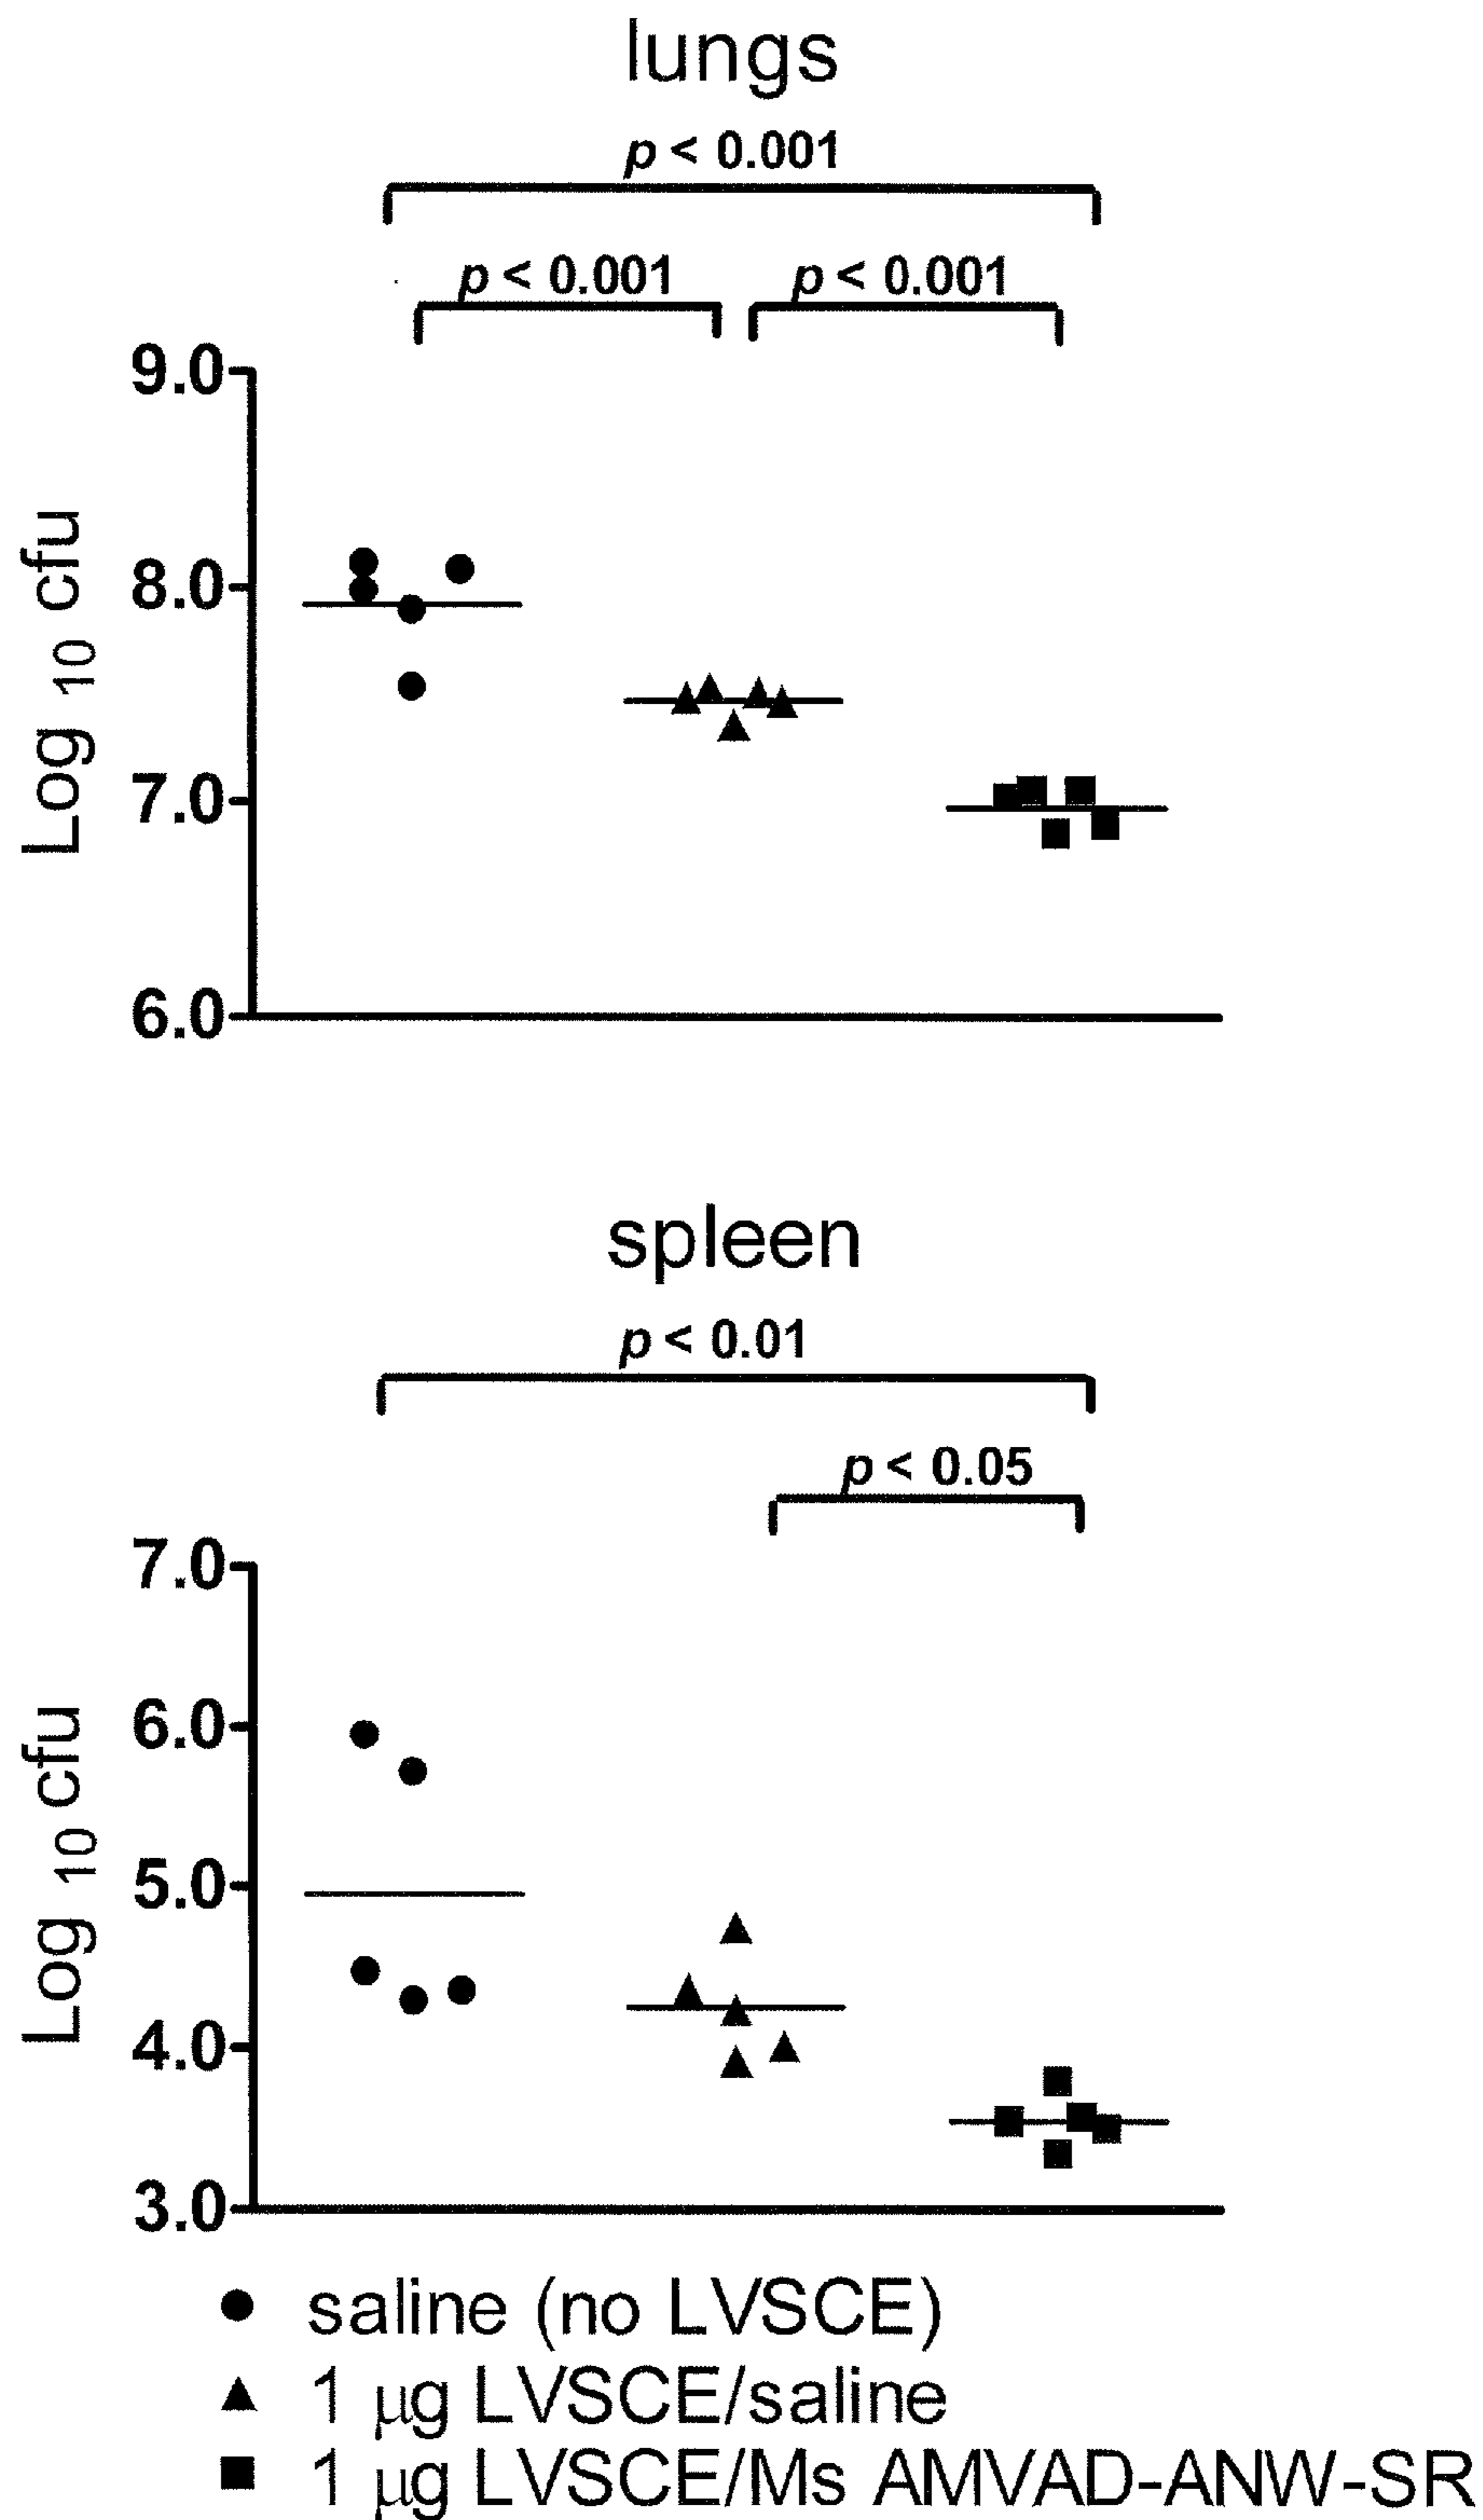 lungs
p < 0.001
p < 0.001 p < 0.001
9.0
8.0
7.0
6.0
Log 10 cfu
spleen
p < 0.01
p < 0.05
7.0
6.0
5.0
4.0
3.0
Log 10 cfu
saline (no LVSCE)
1 μg LVSCE/saline
1 μg LVSCE/Ms AMVAD-ANW-SR